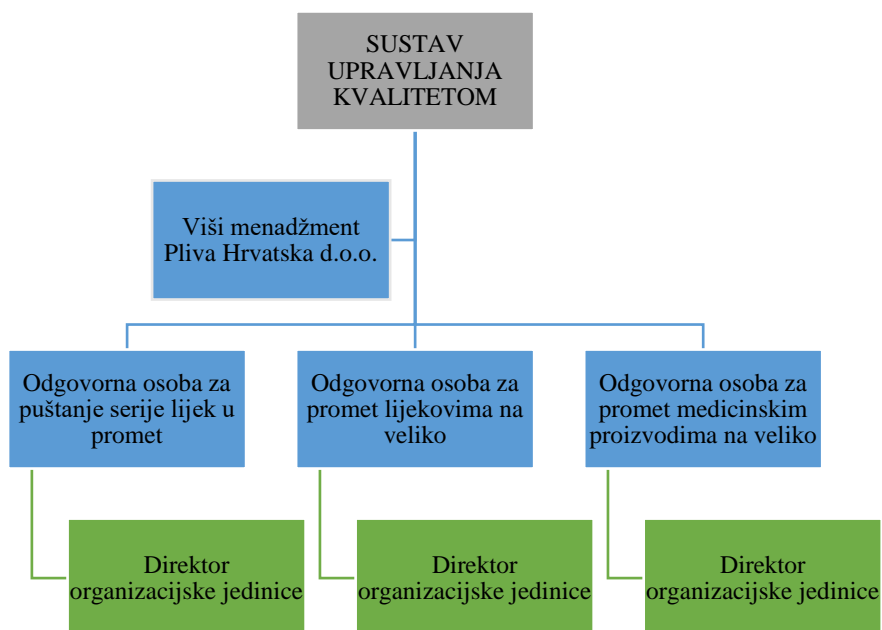 SUSTAV
UPRAVLJANJA
KVALITETOM
Viši menadžment
Pliva Hrvatska d.o.o.
Odgovorna osoba za
puštanje serije lijek u
promet
Odgovorna osoba za
promet lijekovima na
veliko
Odgovorna osoba za
promet medicinskim
proizvodima na veliko
Direktor
organizacijske jedinice
Direktor
organizacijske jedinice
Direktor
organizacijske jedinice